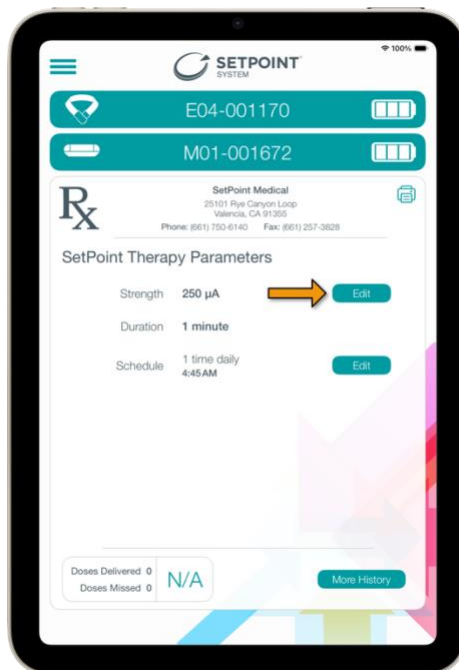 100%
SETPOINT
SYSTEM
E04-001170
M01-001672
Rx
SetPoint Medical
25101 Rye Canyon Loop
Valencia, CA 91355
Phone: (661) 750-6140 Fax: (661) 257-3828
SetPoint Therapy Parameters
Strength 250 µA Edit
Duration 1 minute
Schedule 1 time daily Edit
4:45 AM
Doses Delivered 0
Doses Missed 0
N/A
More History